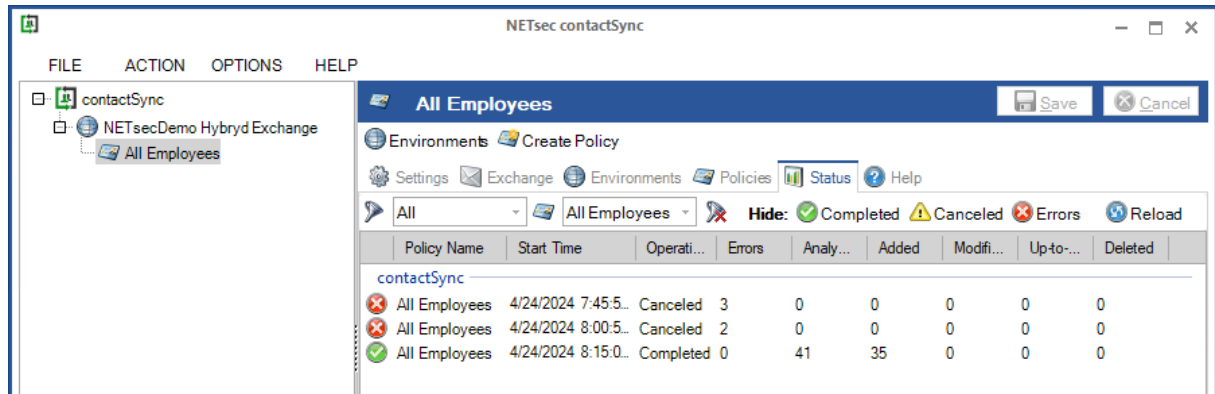 NETsec contactSync
FILE ACTION OPTIONS HELP
contactSync
NETsecDemo Hybryd Exchange
All Employees
All Employees Save Cancel
Environments Create Policy
Settings Exchange Environments Policies Status Help
All All Employees Hide: Completed Canceled Errors Reload
Policy Name Start Time Operati... Errors Analy... Added Modifi... Up-to-... Deleted
contactSync
All Employees 4/24/2024 7:45:5... Canceled 3 0 0 0 0 0
All Employees 4/24/2024 8:00:5... Canceled 2 0 0 0 0 0
All Employees 4/24/2024 8:15:0... Completed 0 41 35 0 0 0